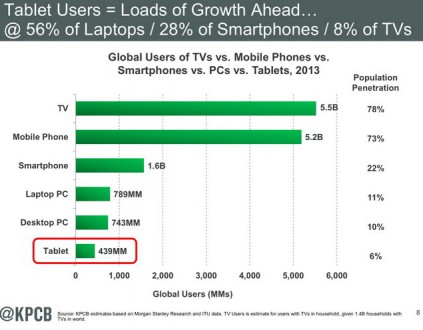 Tablet Users = Loads of Growth Ahead…
@ 56% of Laptops / 28% of Smartphones / 8% of TVs
Global Users of TVs vs. Mobile Phones vs.
Smartphones vs. PCs vs. Tablets, 2013
Population
Penetration
TV 5.5B 78%
Mobile Phone 5.2B 73%
Smartphone 1.6B 22%
Laptop PC 789MM 11%
Desktop PC 743MM 10%
Tablet 439MM 6%
0 1,000 2,000 3,000 4,000 5,000 6,000
Global Users (MMs)
@KPCB
Source: KPCB estimates based on Morgan Stanley Research and ITU data. TV Users is estimate for users with TVs in household, given 1.4B households with
TVs in world.
8